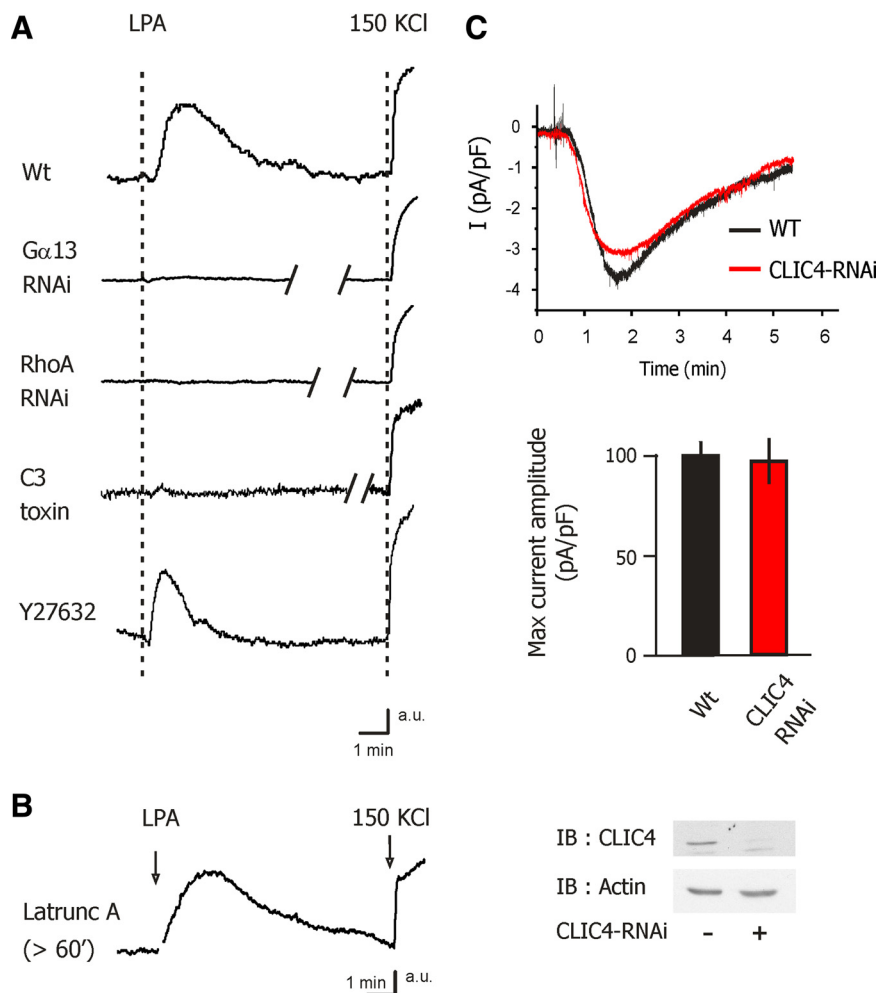 A
LPA
150 KCl
Wt
Gα13
RNAi
RhoA
RNAi
C3
toxin
Y27632
a.u.
1 min
B
LPA
150 KCl
Latrunc A
(> 60')
1 min
a.u.
C
I (pA/pF)
0
-1
-2
-3
-4
WT
CLIC4-RNAi
0
1
2
3
4
5
6
Time (min)
Max current amplitude
(pA/pF)
100
50
0
Wt
CLIC4
RNAi
IB : CLIC4
IB : Actin
CLIC4-RNAi
- +